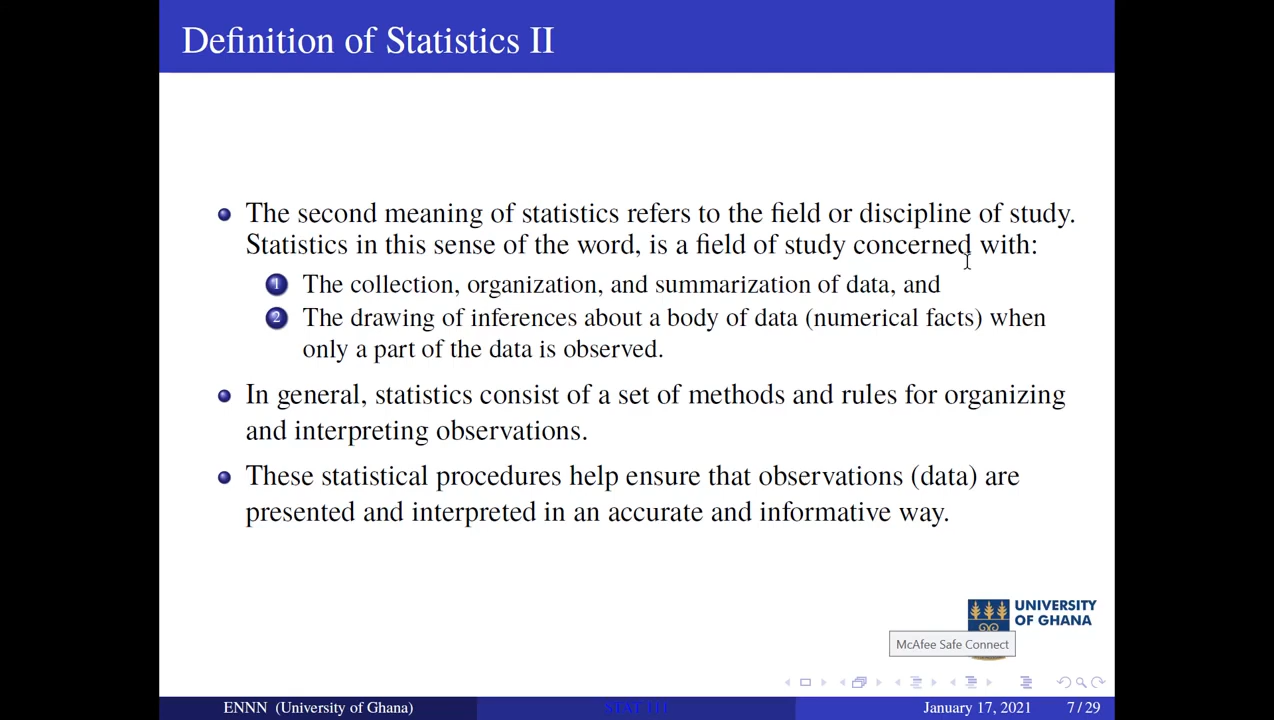 Definition of Statistics II
The second meaning of statistics refers to the field or discipline of study.
Statistics in this sense of the word, is a field of study concerned with:
1 The collection, organization, and summarization of data, and
2 The drawing of inferences about a body of data (numerical facts) when
only a part of the data is observed.
In general, statistics consist of a set of methods and rules for organizing
and interpreting observations.
These statistical procedures help ensure that observations (data) are
presented and interpreted in an accurate and informative way.
UNIVERSITY
OF GHANA
McAfee Safe Connect
ENNN (University of Ghana) STAT 111 January 17, 2021 7 / 29